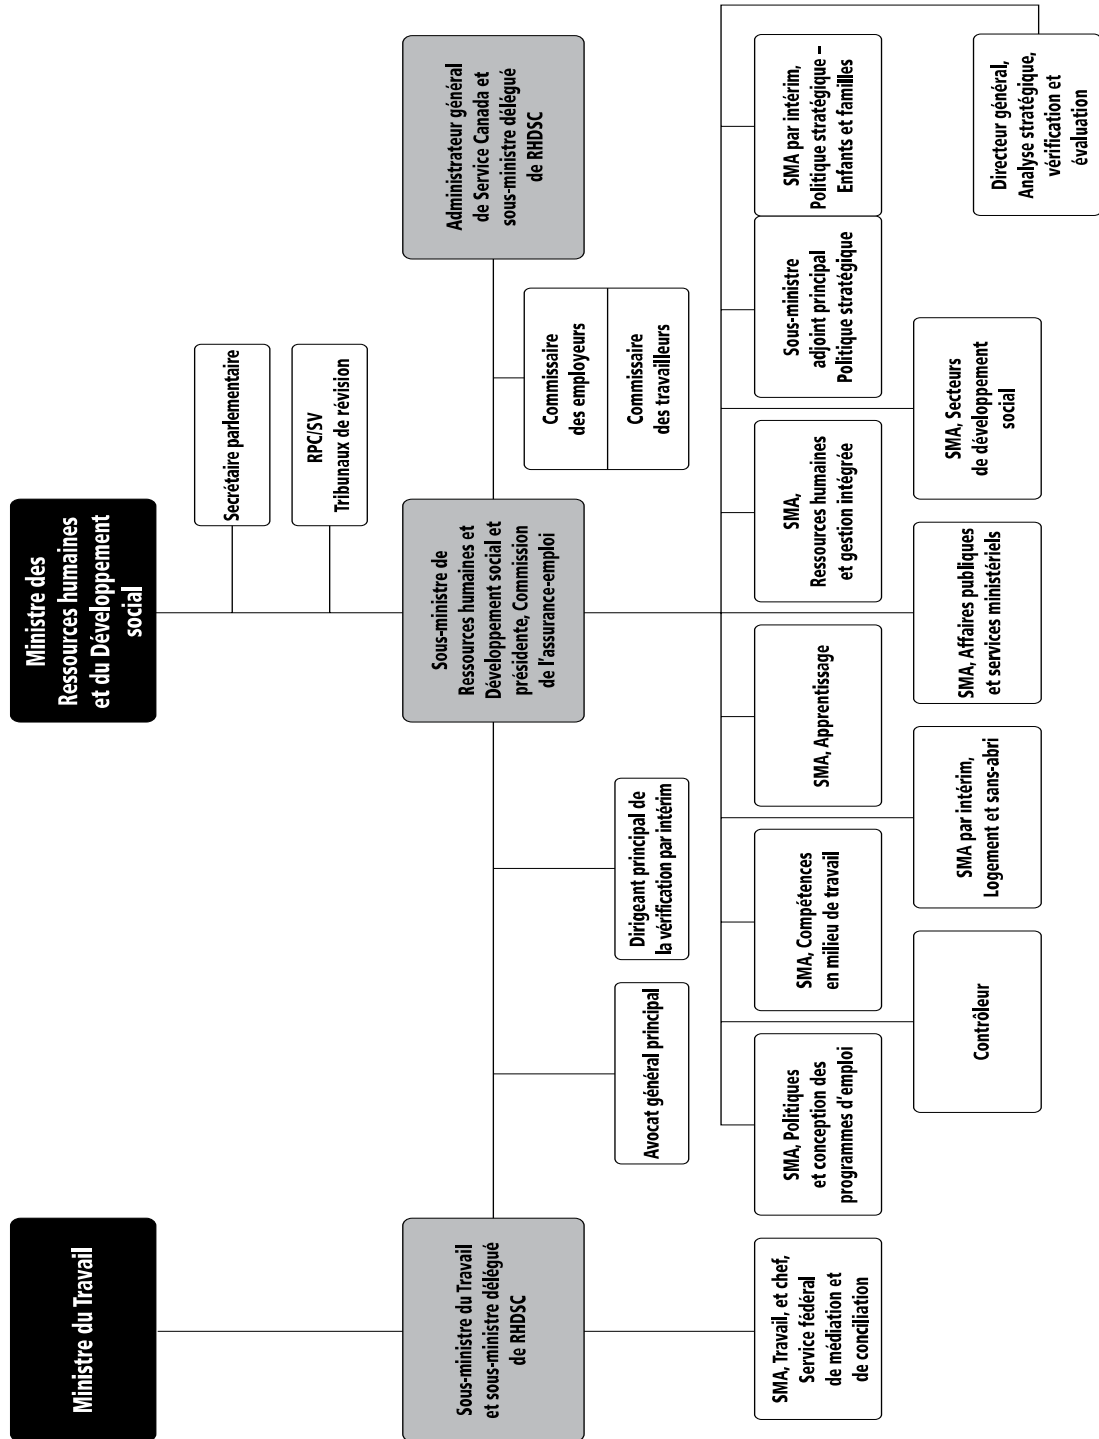 Ministre du Travail
Ministre des
Ressources humaines
et du Développement
social
Secrétaire parlementaire
RPC/SV
Tribunaux de révision
Sous-ministre du Travail
et sous-ministre délégué
de RHDSC
Sous-ministre de
Ressources humaines et
Développement social et
présidente, Commission
de l'assurance-emploi
Administrateur général
de Service Canada et
sous-ministre délégué
de RHDSC
Commissaire
des employeurs
Commissaire
des travailleurs
Avocat général principal
Dirigeant principal de
la vérification par intérim
SMA, Travail, et chef,
Service fédéral
de médiation et
de conciliation
SMA, Politiques
et conception des
programmes d'emploi
SMA, Compétences
en milieu de travail
SMA, Apprentissage
SMA,
Ressources humaines
et gestion intégrée
Sous-ministre
adjoint principal
Politique stratégique
SMA par intérim,
Politique stratégique –
Enfants et familles
Contrôleur
SMA par intérim,
Logement et sans-abri
SMA, Affaires publiques
et services ministériels
SMA, Secteurs
de développement
social
Directeur général,
Analyse stratégique,
vérification et
évaluation